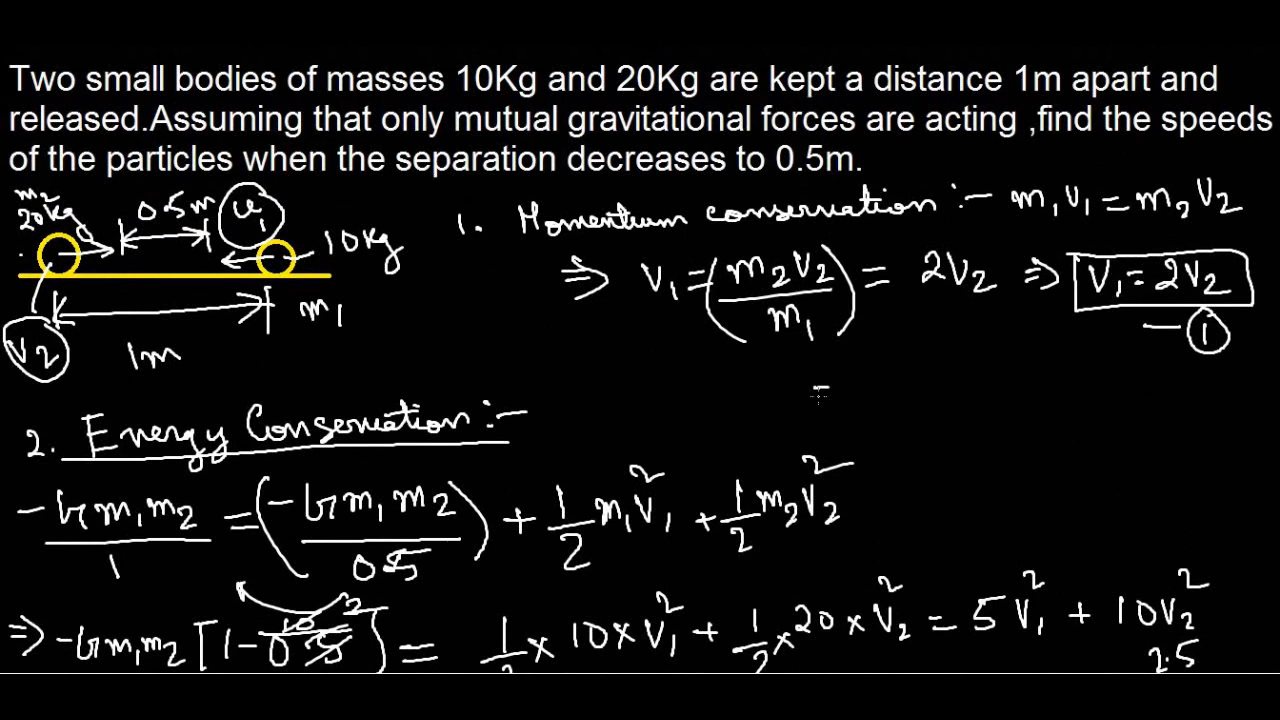 Two small bodies of masses 10Kg and 20Kg are kept a distance 1m apart and
released.Assuming that only mutual gravitational forces are acting ,find the speeds
of the particles when the separation decreases to 0.5m.
m2
20kg
0.5m
10kg
m1
V2
1m
1. Momentum conservation :- m1V1 = m2V2
⇒ V1 = (m2V2/m1) = 2V2 ⇒ V1 = 2V2
— 1
2. Energy Conservation :-
-Gm1m2/1 = (-Gm1m2/0.5) + 1/2 m1V1² + 1/2 m2V2²
⇒ -Gm1m2 [1 - 10/05] = 1/2 × 10 × V1² + 1/2 × 20 × V2² = 5V1² + 10V2²
2.5